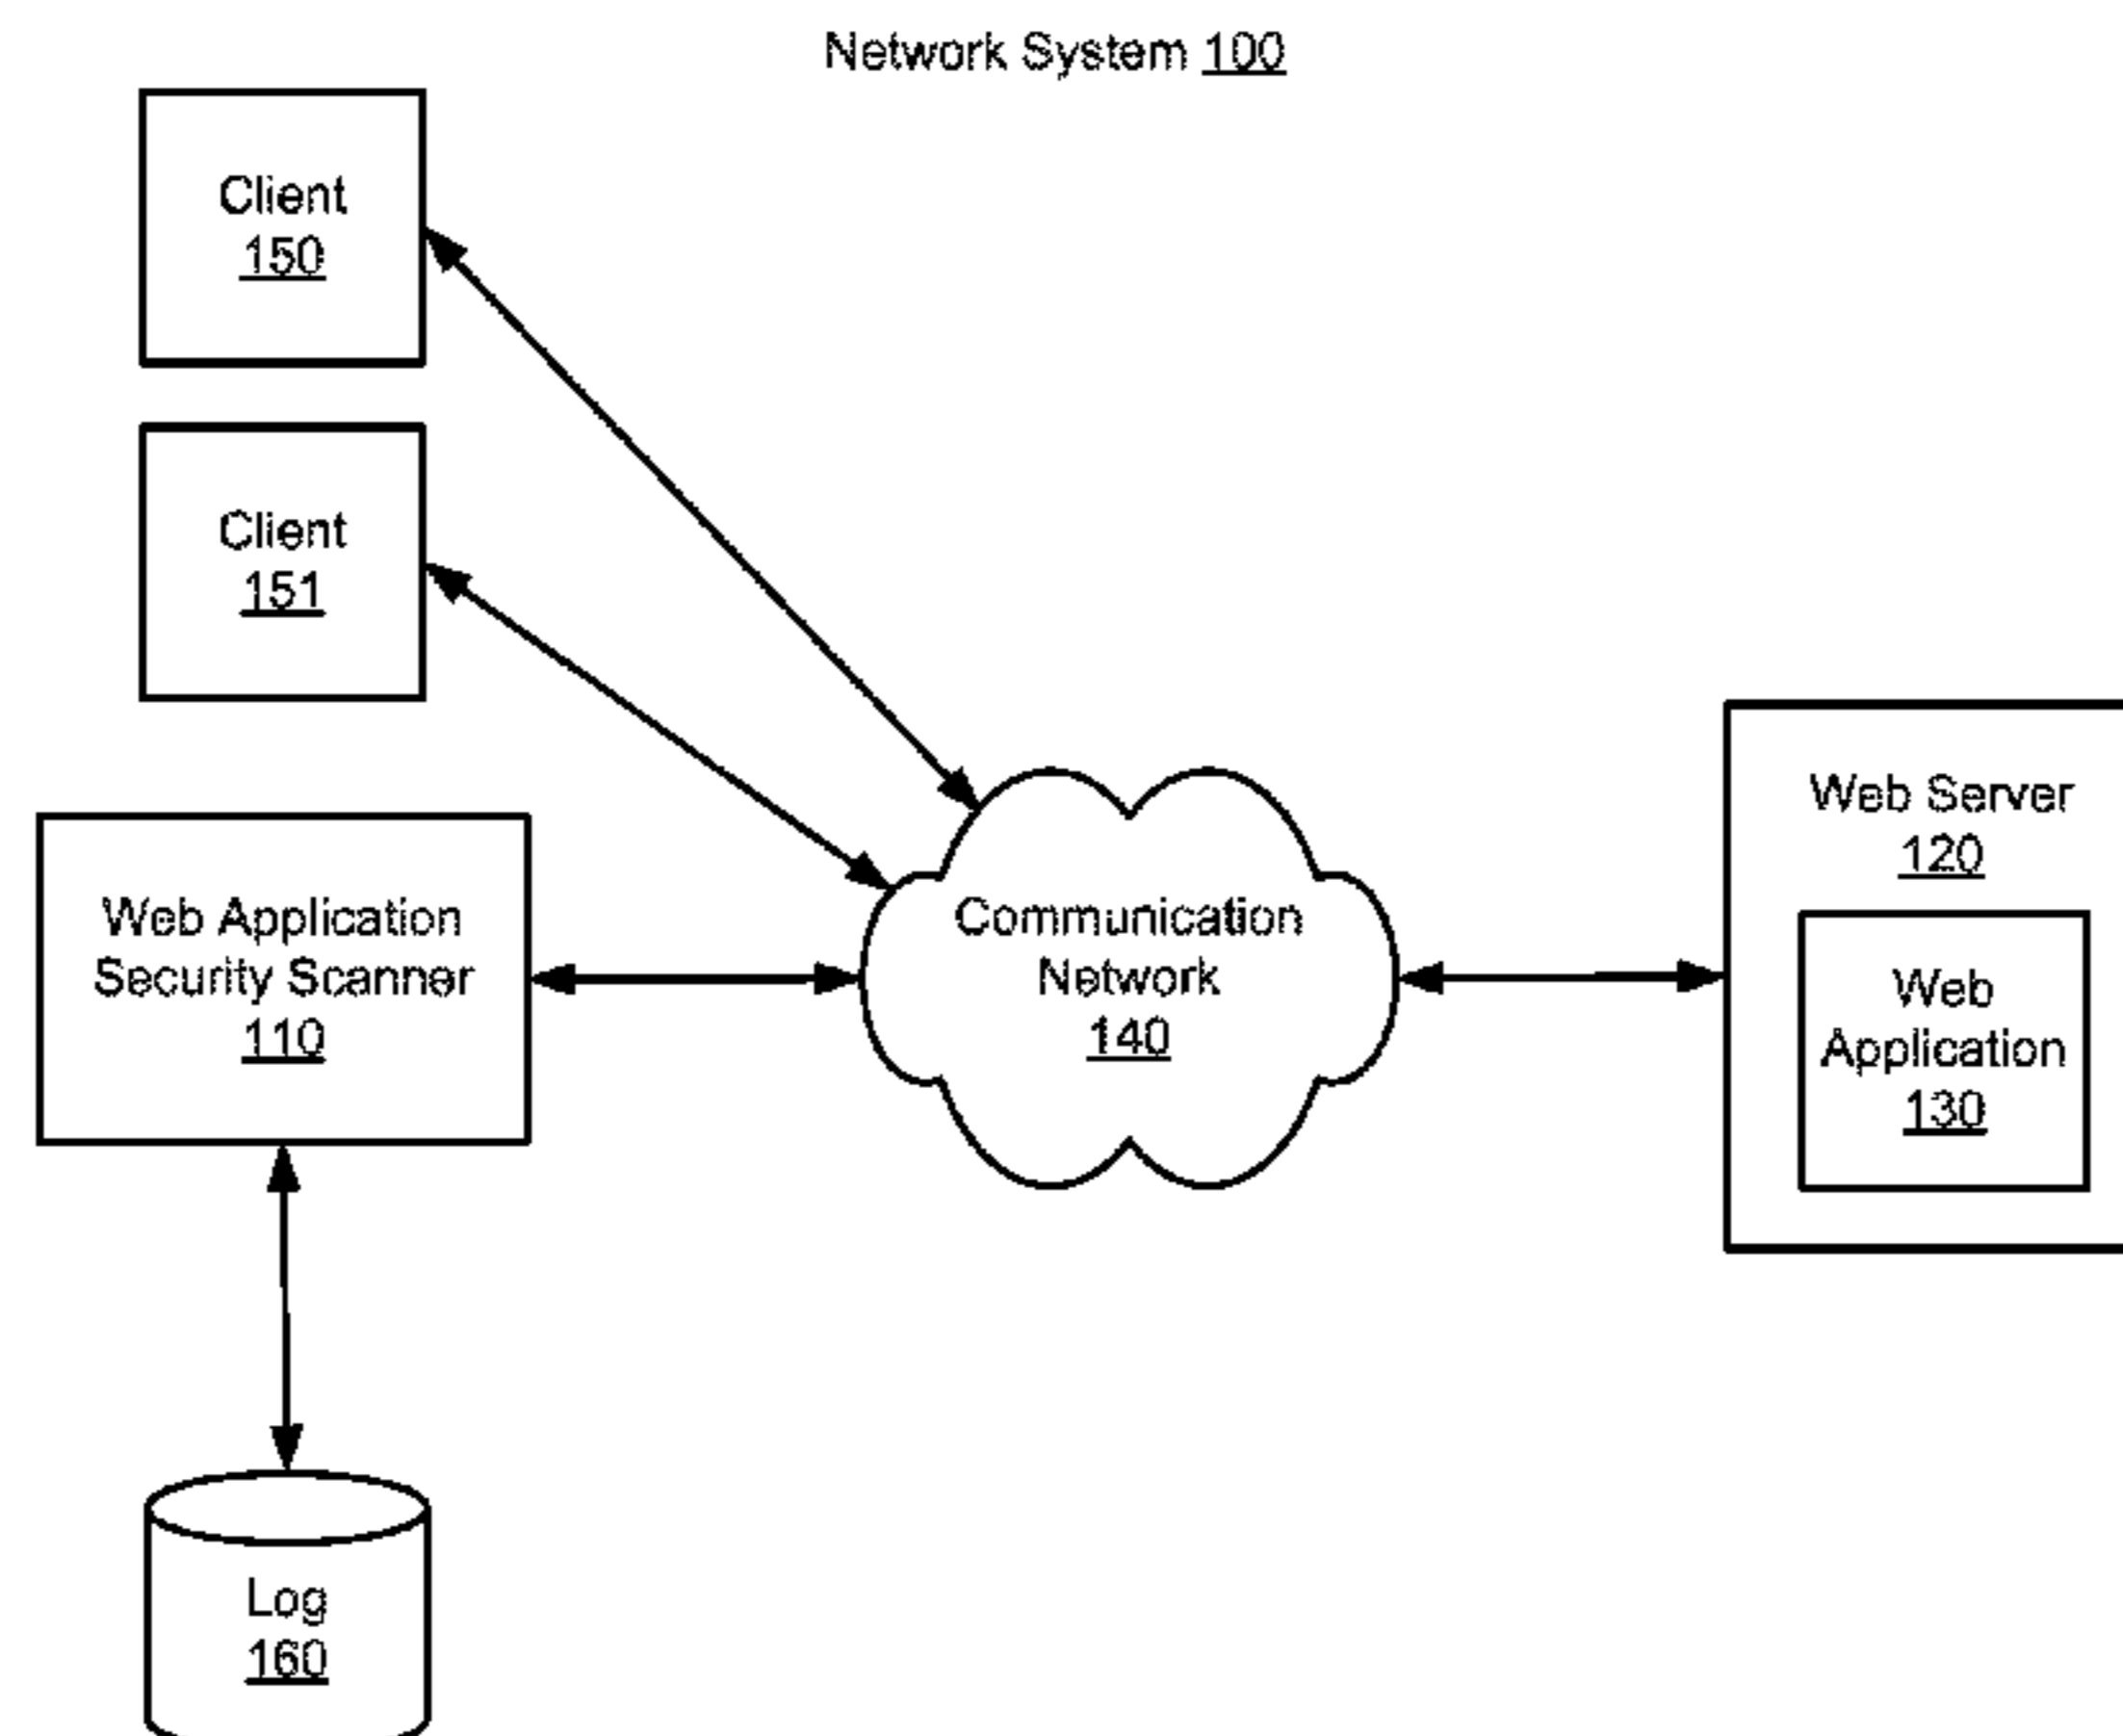 Network System 100
Client
150
Client
151
Web Application
Security Scanner
110
Communication
Network
140
Web Server
120
Web
Application
130
Log
160